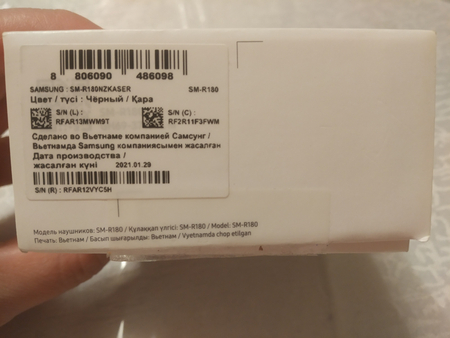 8 806090 486098
SAMSUNG : SM-R180NZKASER SM-R180
Цвет / түсі : Чёрный / Қара
S/N (L) : S/N (C) :
RFAR13MWM9T RF2R11F3FWM
Сделано во Вьетнаме компанией Самсунг /
Вьетнамда Samsung компаниясымен жасалған
Дата производства /
жасалған күні 2021.01.29
S/N (R) : RFAR12VYC5H
Модель наушников: SM-R180 / Құлаққап үлгісі: SM-R180 / Model: SM-R180
Печать: Вьетнам / Басып шығарылды: Вьетнам / Vyetnamda chop etilgan